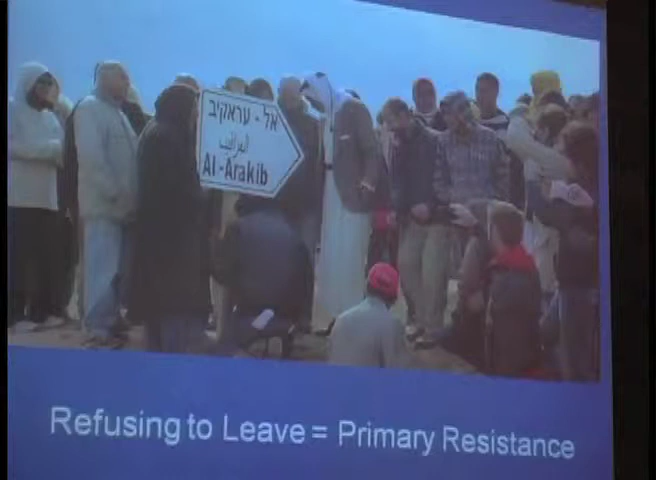 אל-עראקיב
العراقيب
Al-Arakib
Refusing to Leave = Primary Resistance